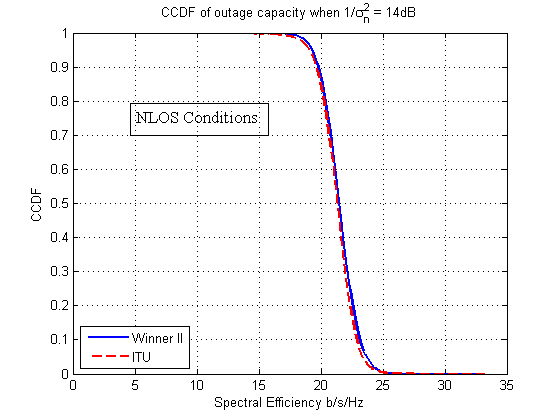 CCDF of outage capacity when 1/σ²ₙ = 14dB
1
0.9
0.8
0.7
0.6
0.5
0.4
0.3
0.2
0.1
0
CCDF
NLOS Conditions
Winner II
ITU
0 5 10 15 20 25 30 35
Spectral Efficiency b/s/Hz